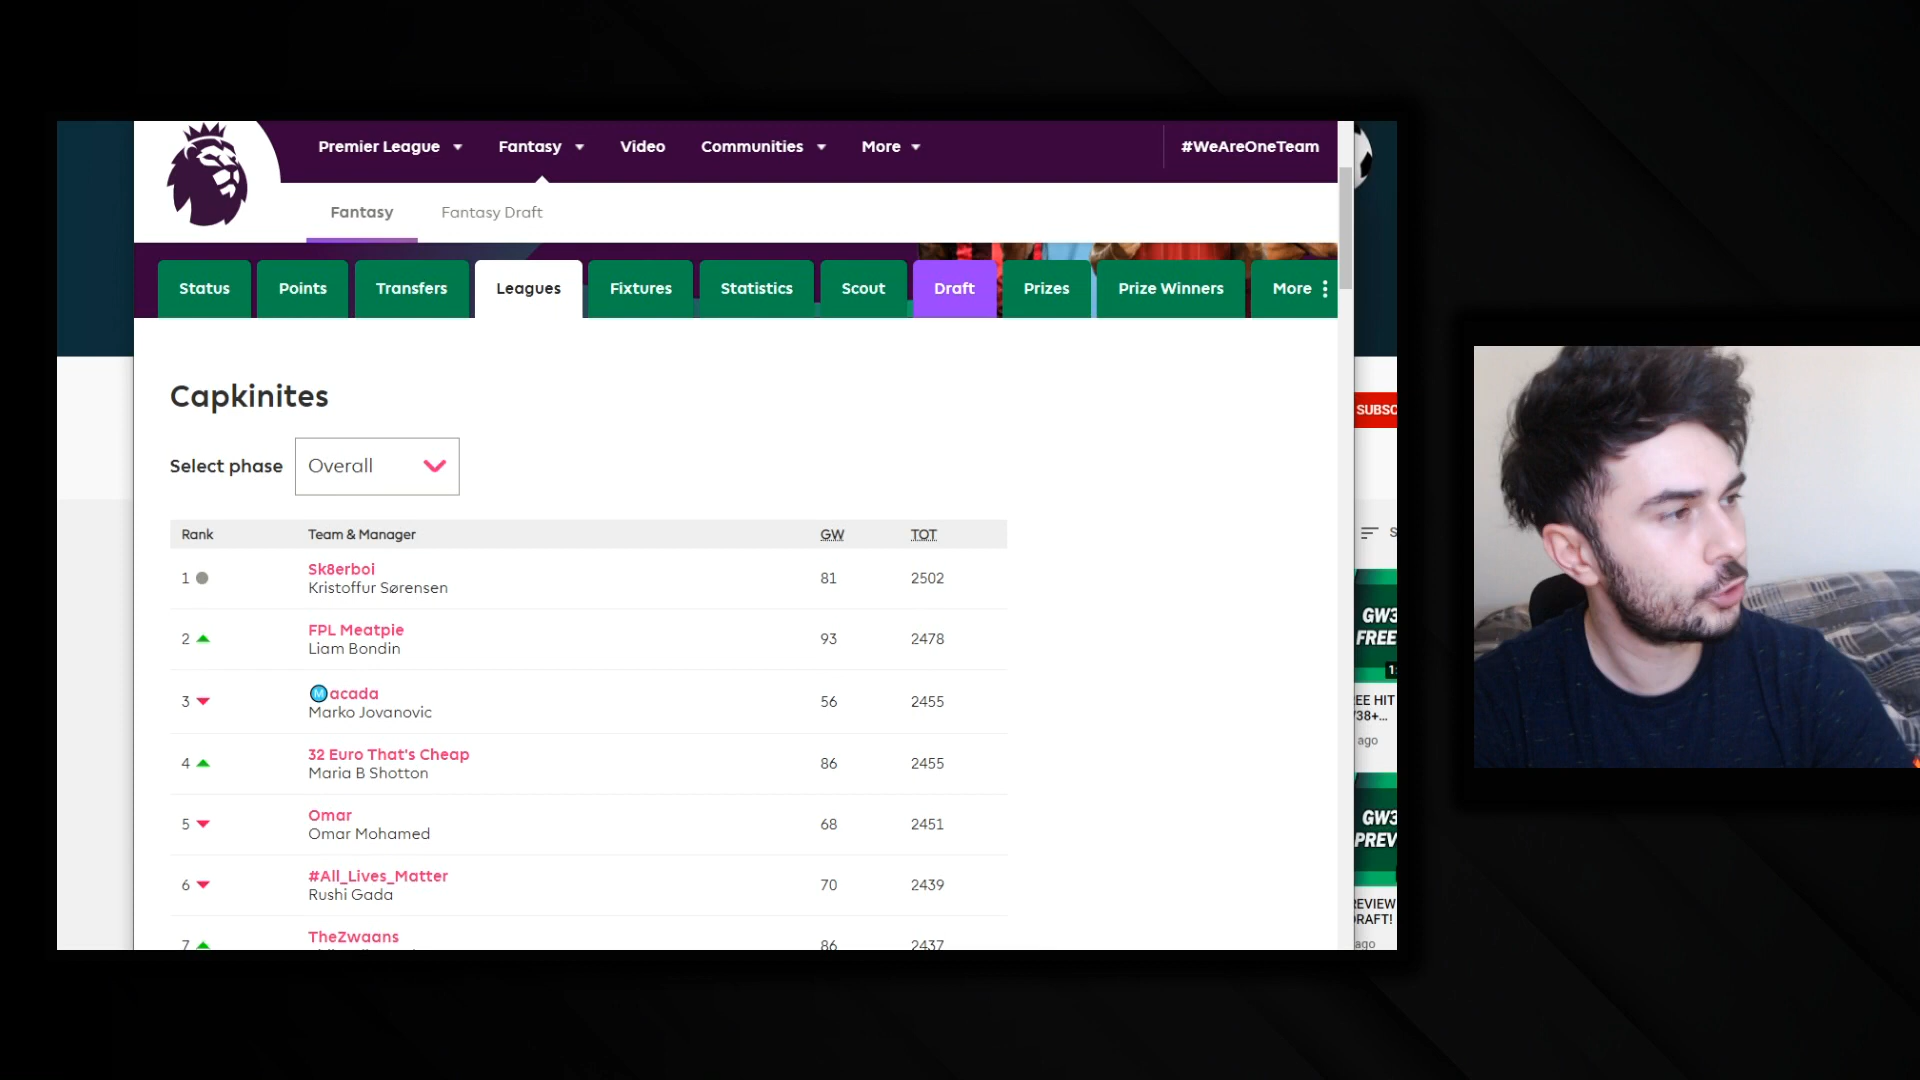 Premier League Fantasy Video Communities More #WeAreOneTeam
Fantasy Fantasy Draft
Status Points Transfers Leagues Fixtures Statistics Scout Draft Prizes Prize Winners More
Capkinites
Select phase Overall
Rank Team & Manager GW TOT
1 Sk8erboi 81 2502
Kristoffur Sørensen
2 FPL Meatpie 93 2478
Liam Bondin
3 Ⓜacada 56 2455
Marko Jovanovic
4 32 Euro That's Cheap 86 2455
Maria B Shotton
5 Omar 68 2451
Omar Mohamed
6 #All_Lives_Matter 70 2439
Rushi Gada
7 TheZwaans 86 2437
SUBSC
S
GW3
FREE
1
EE HIT
38+...
ago
GW3
PREV
EVIEW
RAFT!
ago